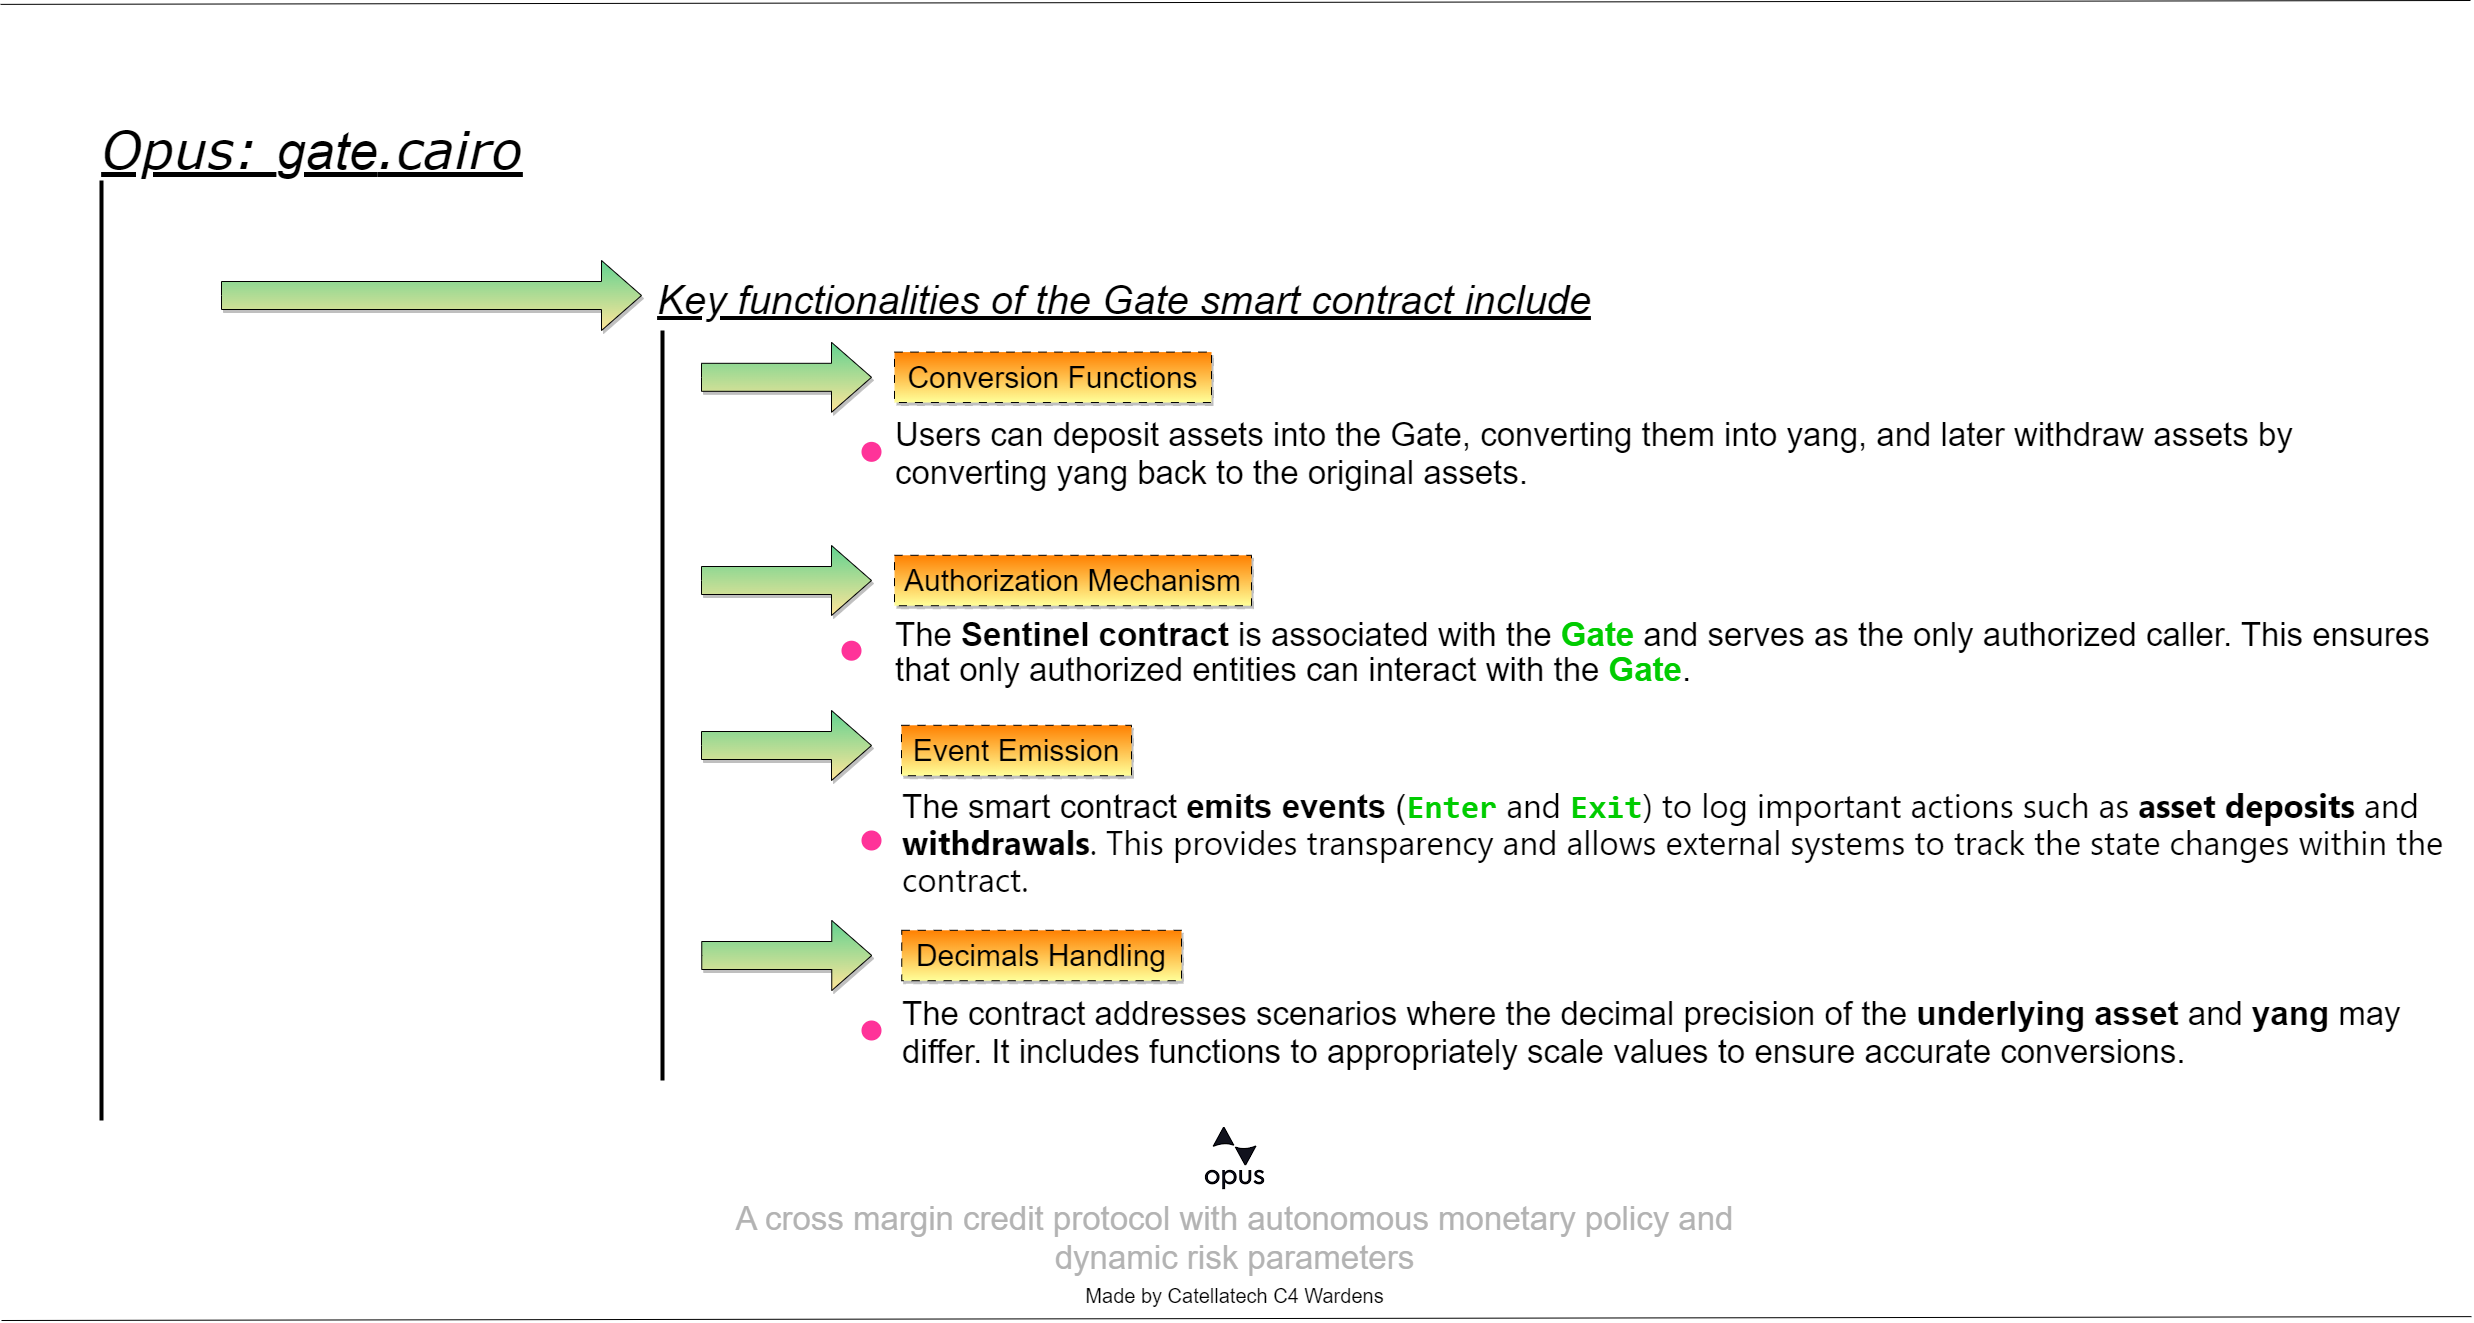 Opus: gate.cairo
Key functionalities of the Gate smart contract include
Conversion Functions
Users can deposit assets into the Gate, converting them into yang, and later withdraw assets by
converting yang back to the original assets.
Authorization Mechanism
The Sentinel contract is associated with the Gate and serves as the only authorized caller. This ensures
that only authorized entities can interact with the Gate.
Event Emission
The smart contract emits events (Enter and Exit) to log important actions such as asset deposits and
withdrawals. This provides transparency and allows external systems to track the state changes within the
contract.
Decimals Handling
The contract addresses scenarios where the decimal precision of the underlying asset and yang may
differ. It includes functions to appropriately scale values to ensure accurate conversions.
opus
A cross margin credit protocol with autonomous monetary policy and
dynamic risk parameters
Made by Catellatech C4 Wardens